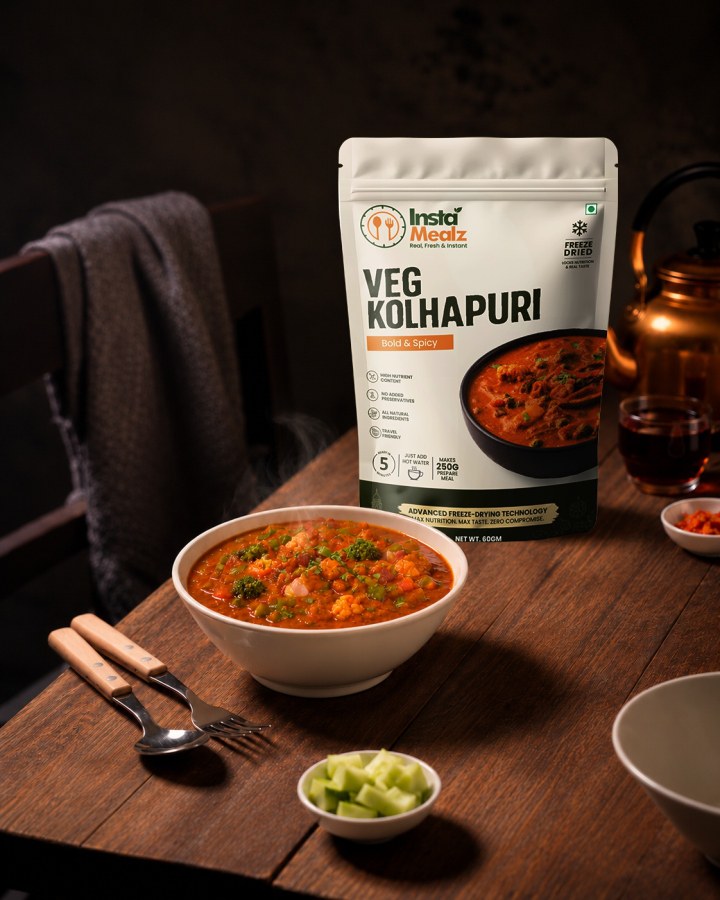 Insta
Mealz
Real, Fresh & Instant
FREEZE
DRIED
VEG
KOLHAPURI
Bold & Spicy
HIGH NUTRIENT
CONTENT
NO ADDED
PRESERVATIVES
ALL NATURAL
INGREDIENTS
TRAVEL
FRIENDLY
5
JUST ADD
HOT WATER
MAKES
250G
PREPARE
MEAL
ADVANCED FREEZE-DRYING TECHNOLOGY
MAX NUTRITION. MAX TASTE. ZERO COMPROMISE.
NET WT. 60GM